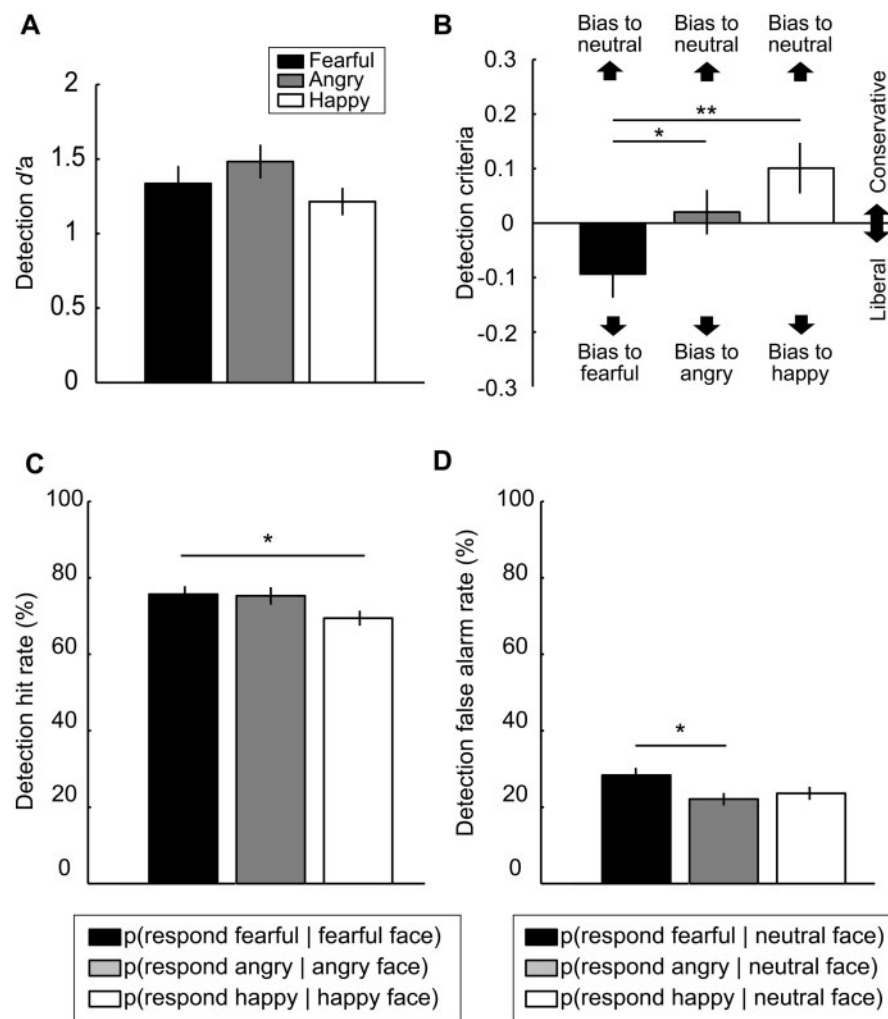 A
Fearful
Angry
Happy
Detection d'a
2
1.5
1
0.5
0
B
Bias to neutral
Bias to neutral
Bias to neutral
Detection criteria
0.3
0.2
0.1
0
-0.1
-0.2
-0.3
**
*
Conservative
Liberal
Bias to fearful
Bias to angry
Bias to happy
C
Detection hit rate (%)
100
80
60
40
20
0
*
p(respond fearful | fearful face)
p(respond angry | angry face)
p(respond happy | happy face)
D
Detection false alarm rate (%)
100
80
60
40
20
0
*
p(respond fearful | neutral face)
p(respond angry | neutral face)
p(respond happy | neutral face)